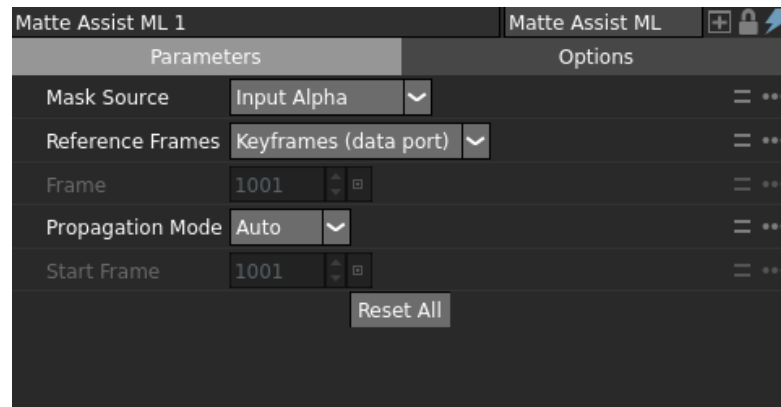 Matte Assist ML 1 Matte Assist ML
Parameters Options
Mask Source Input Alpha
Reference Frames Keyframes (data port)
Frame 1001
Propagation Mode Auto
Start Frame 1001
Reset All